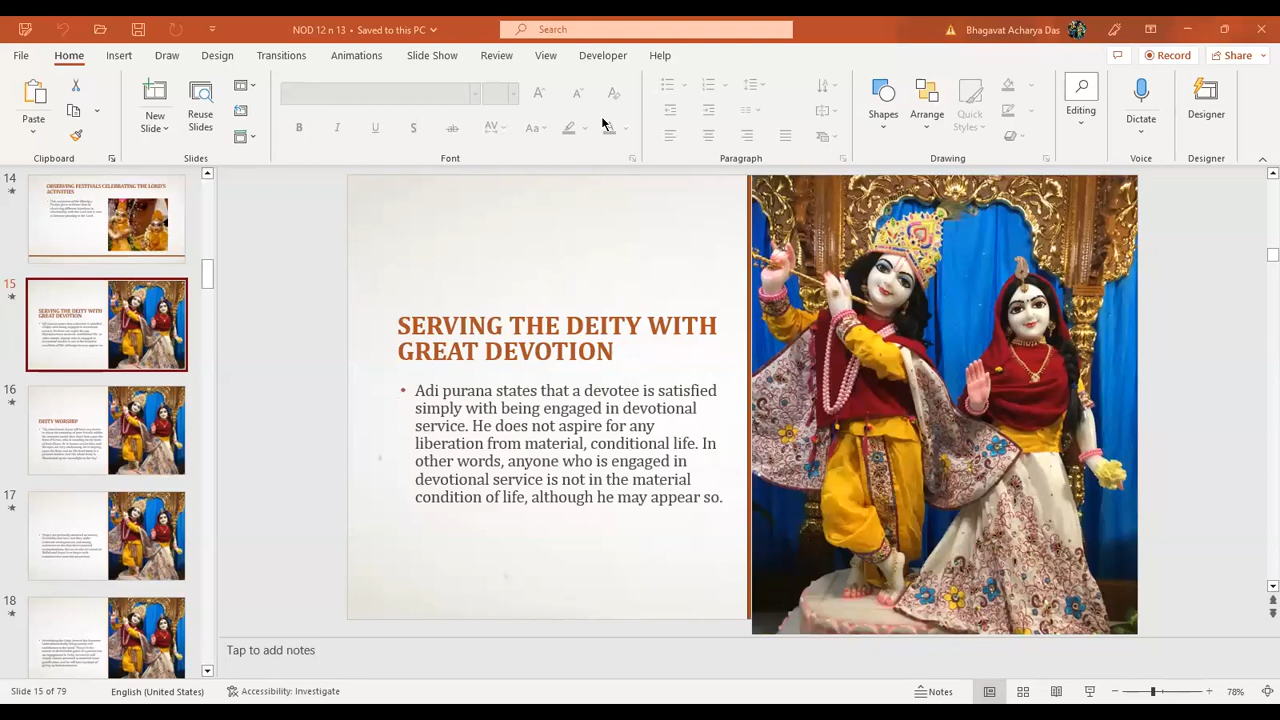 NOD 12 n 13 • Saved to this PC
Search
Bhagavat Acharya Das
File Home Insert Draw Design Transitions Animations Slide Show Review View Developer Help
Record
Share
Paste
New
Slide
Reuse
Slides
Shapes
Arrange
Quick
Styles
Editing
Dictate
Designer
Clipboard
Slides
Font
Paragraph
Drawing
Voice
Designer
14
OBSERVING FESTIVALS CELEBRATING THE LORD'S
ACTIVITIES
15
SERVING THE DEITY WITH
GREAT DEVOTION
16
DEITY WORSHIP
17
18
SERVING THE DEITY WITH
GREAT DEVOTION
• Adi purana states that a devotee is satisfied
simply with being engaged in devotional
service. He does not aspire for any
liberation from material, conditional life. In
other words, anyone who is engaged in
devotional service is not in the material
condition of life, although he may appear so.
Tap to add notes
Slide 15 of 79
English (United States)
Accessibility: Investigate
Notes
78%